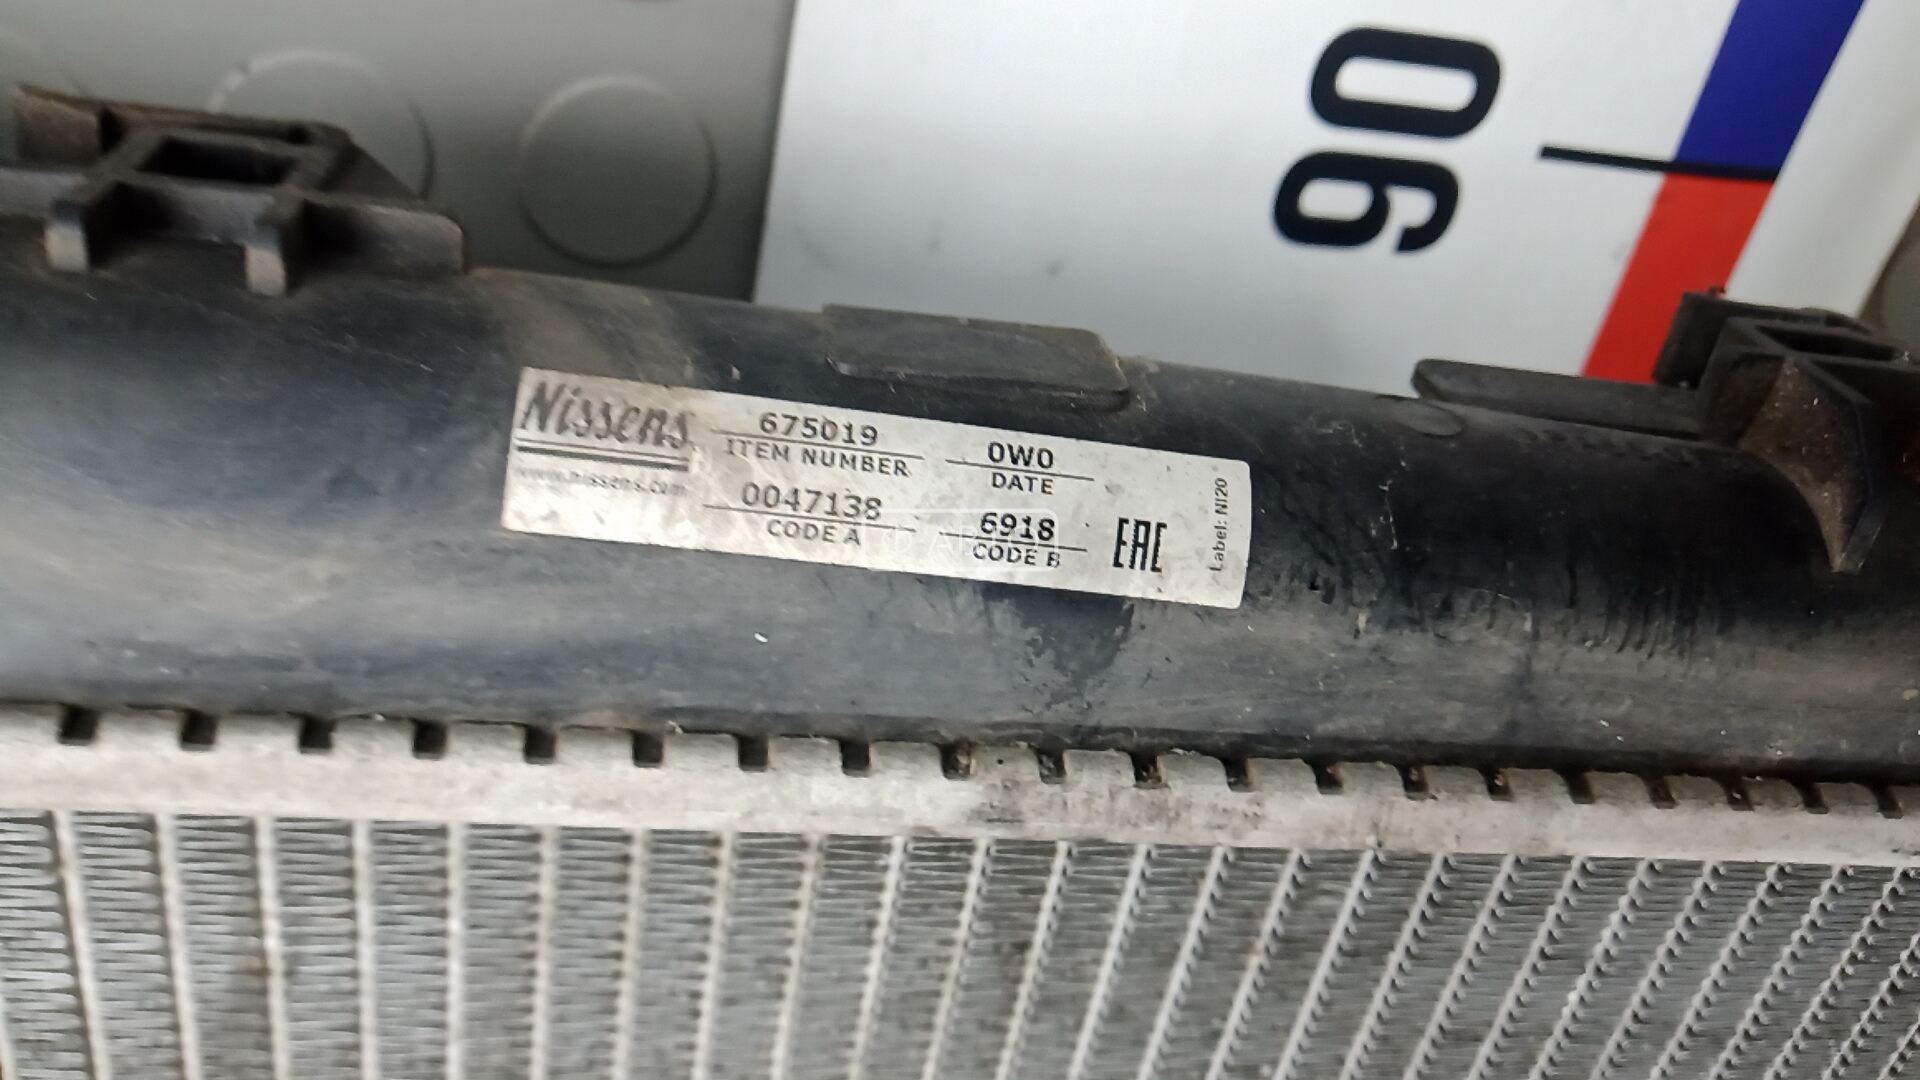 90
Nissens
www.nissens.com
675019
ITEM NUMBER
0W0
DATE
0047138
CODE A
6918
CODE B
EAC
Label: NI20